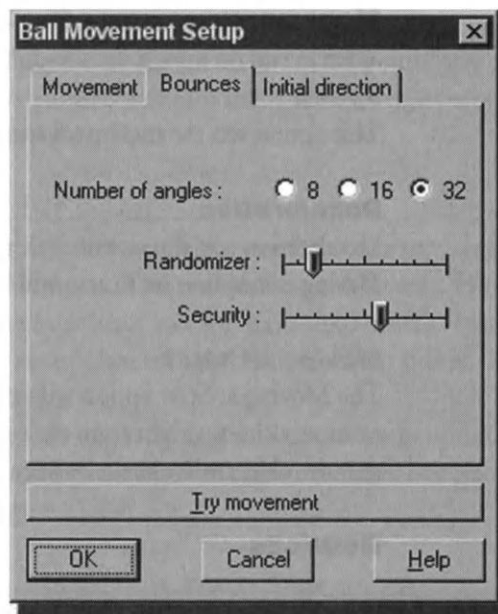 Ball Movement Setup
Movement Bounces Initial direction
Number of angles : 8 16 32
Randomizer :
Security :
Try movement
OK Cancel Help